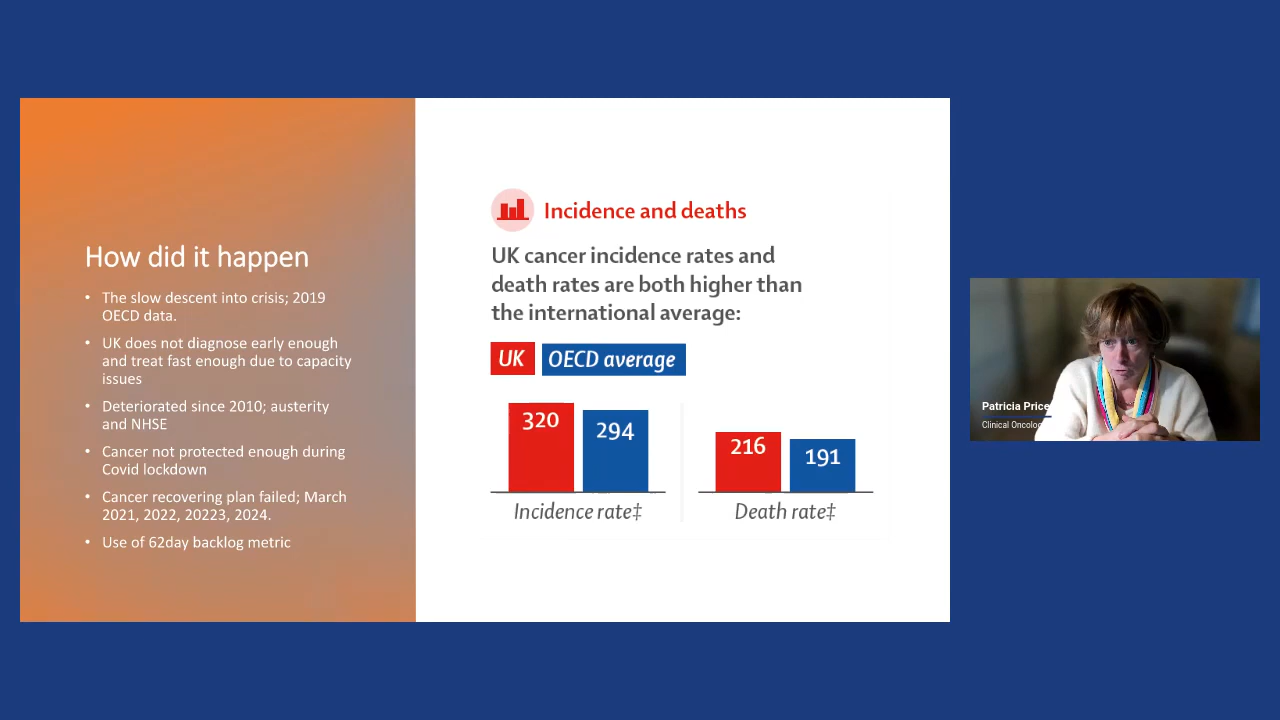 How did it happen
• The slow descent into crisis; 2019
OECD data.
• UK does not diagnose early enough
and treat fast enough due to capacity
issues
• Deteriorated since 2010; austerity
and NHSE
• Cancer not protected enough during
Covid lockdown
• Cancer recovering plan failed; March
2021, 2022, 20223, 2024.
• Use of 62day backlog metric
Incidence and deaths
UK cancer incidence rates and
death rates are both higher than
the international average:
UK OECD average
320 294
Incidence rate‡
216 191
Death rate‡
Patricia Price
Clinical